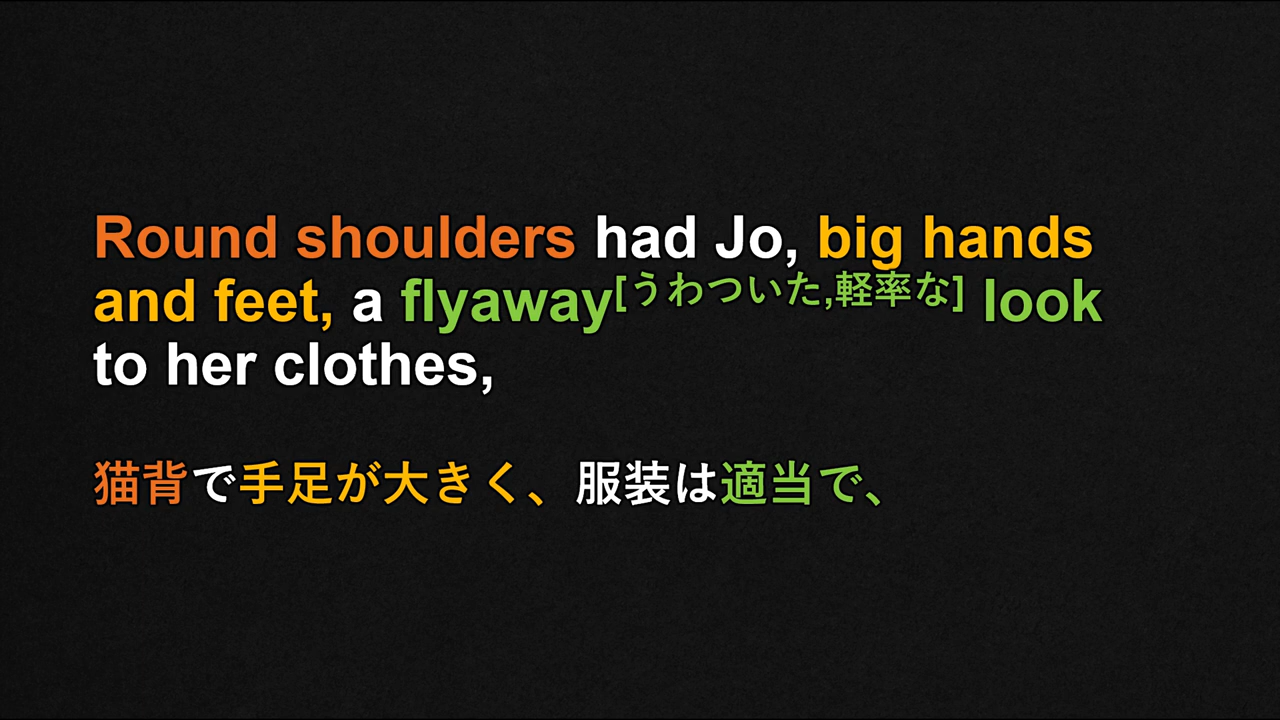 Round shoulders had Jo, big hands
and feet, a flyaway[うわついた,軽率な] look
to her clothes,
猫背で手足が大きく、服装は適当で、